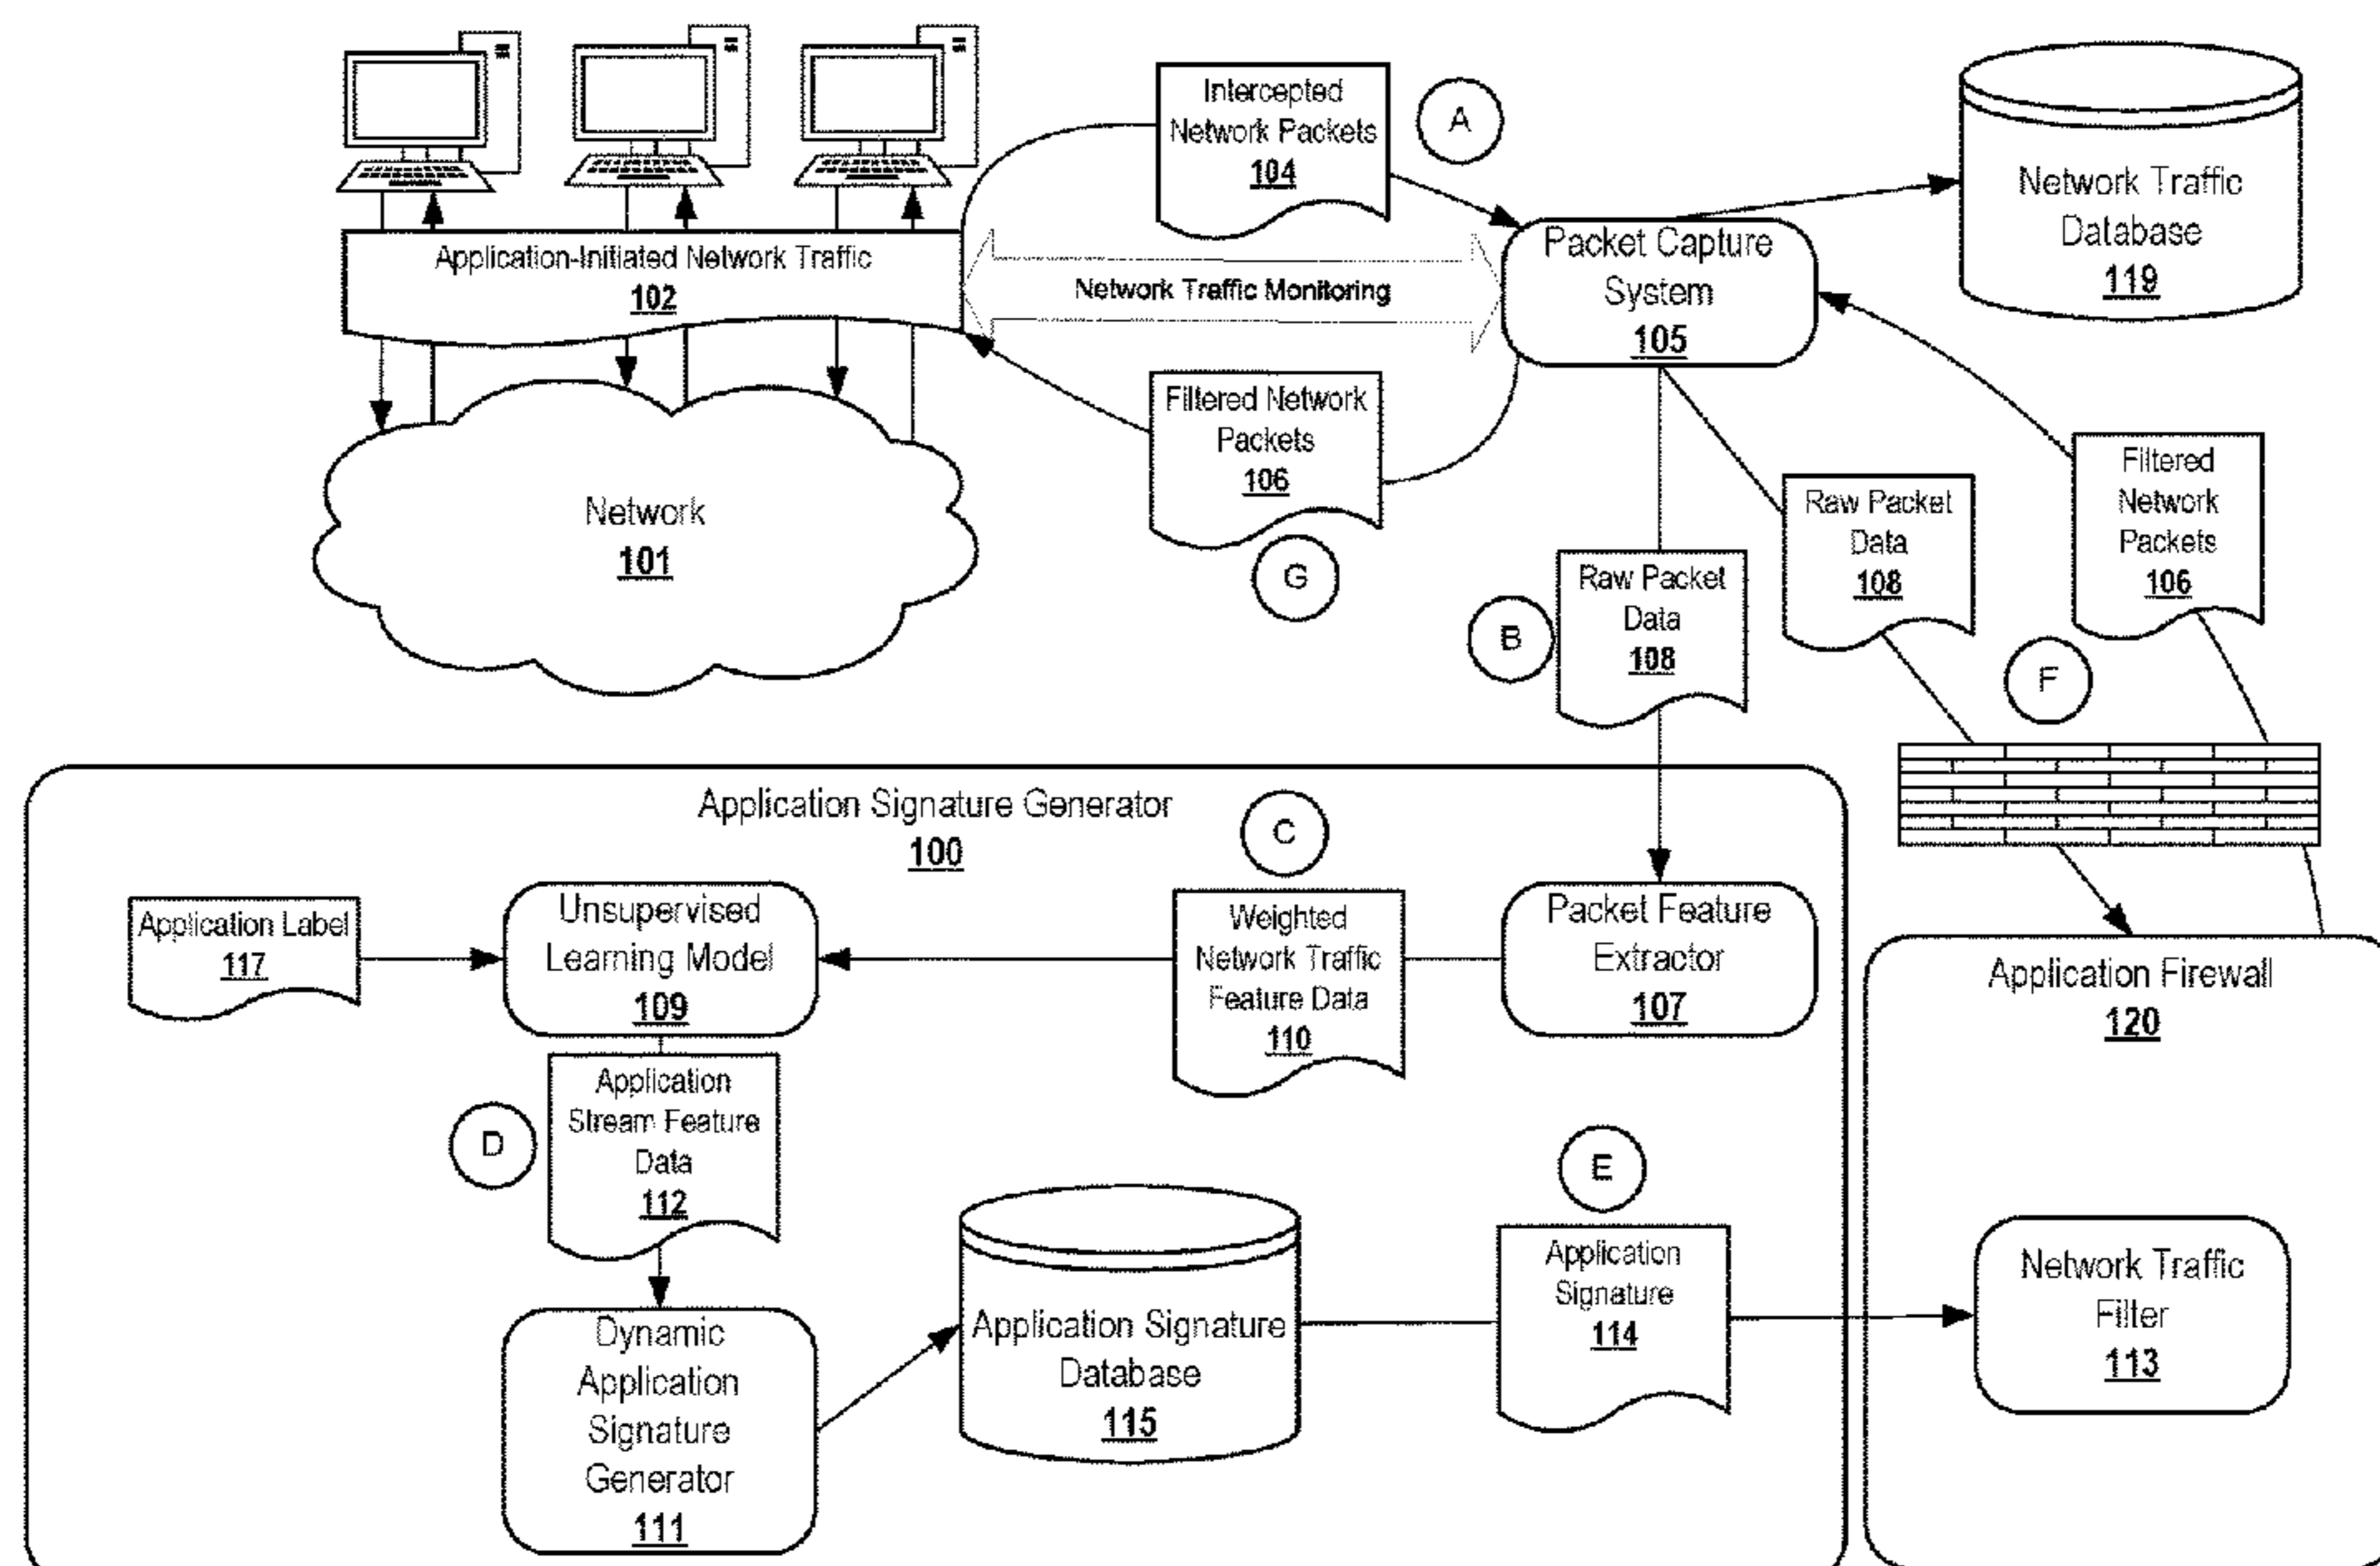 Intercepted
Network Packets
104
A
Network Traffic
Database
119
Application-Initiated Network Traffic
102
Network Traffic Monitoring
Packet Capture
System
105
Filtered Network
Packets
106
G
Network
101
Raw Packet
Data
108
B
Raw Packet
Data
108
Filtered
Network
Packets
106
F
Application Signature Generator
100
C
Application Label
117
Unsupervised
Learning Model
109
Weighted
Network Traffic
Feature Data
110
Packet Feature
Extractor
107
Application Firewall
120
D
Application
Stream Feature
Data
112
E
Dynamic
Application
Signature
Generator
111
Application Signature
Database
115
Application
Signature
114
Network Traffic
Filter
113